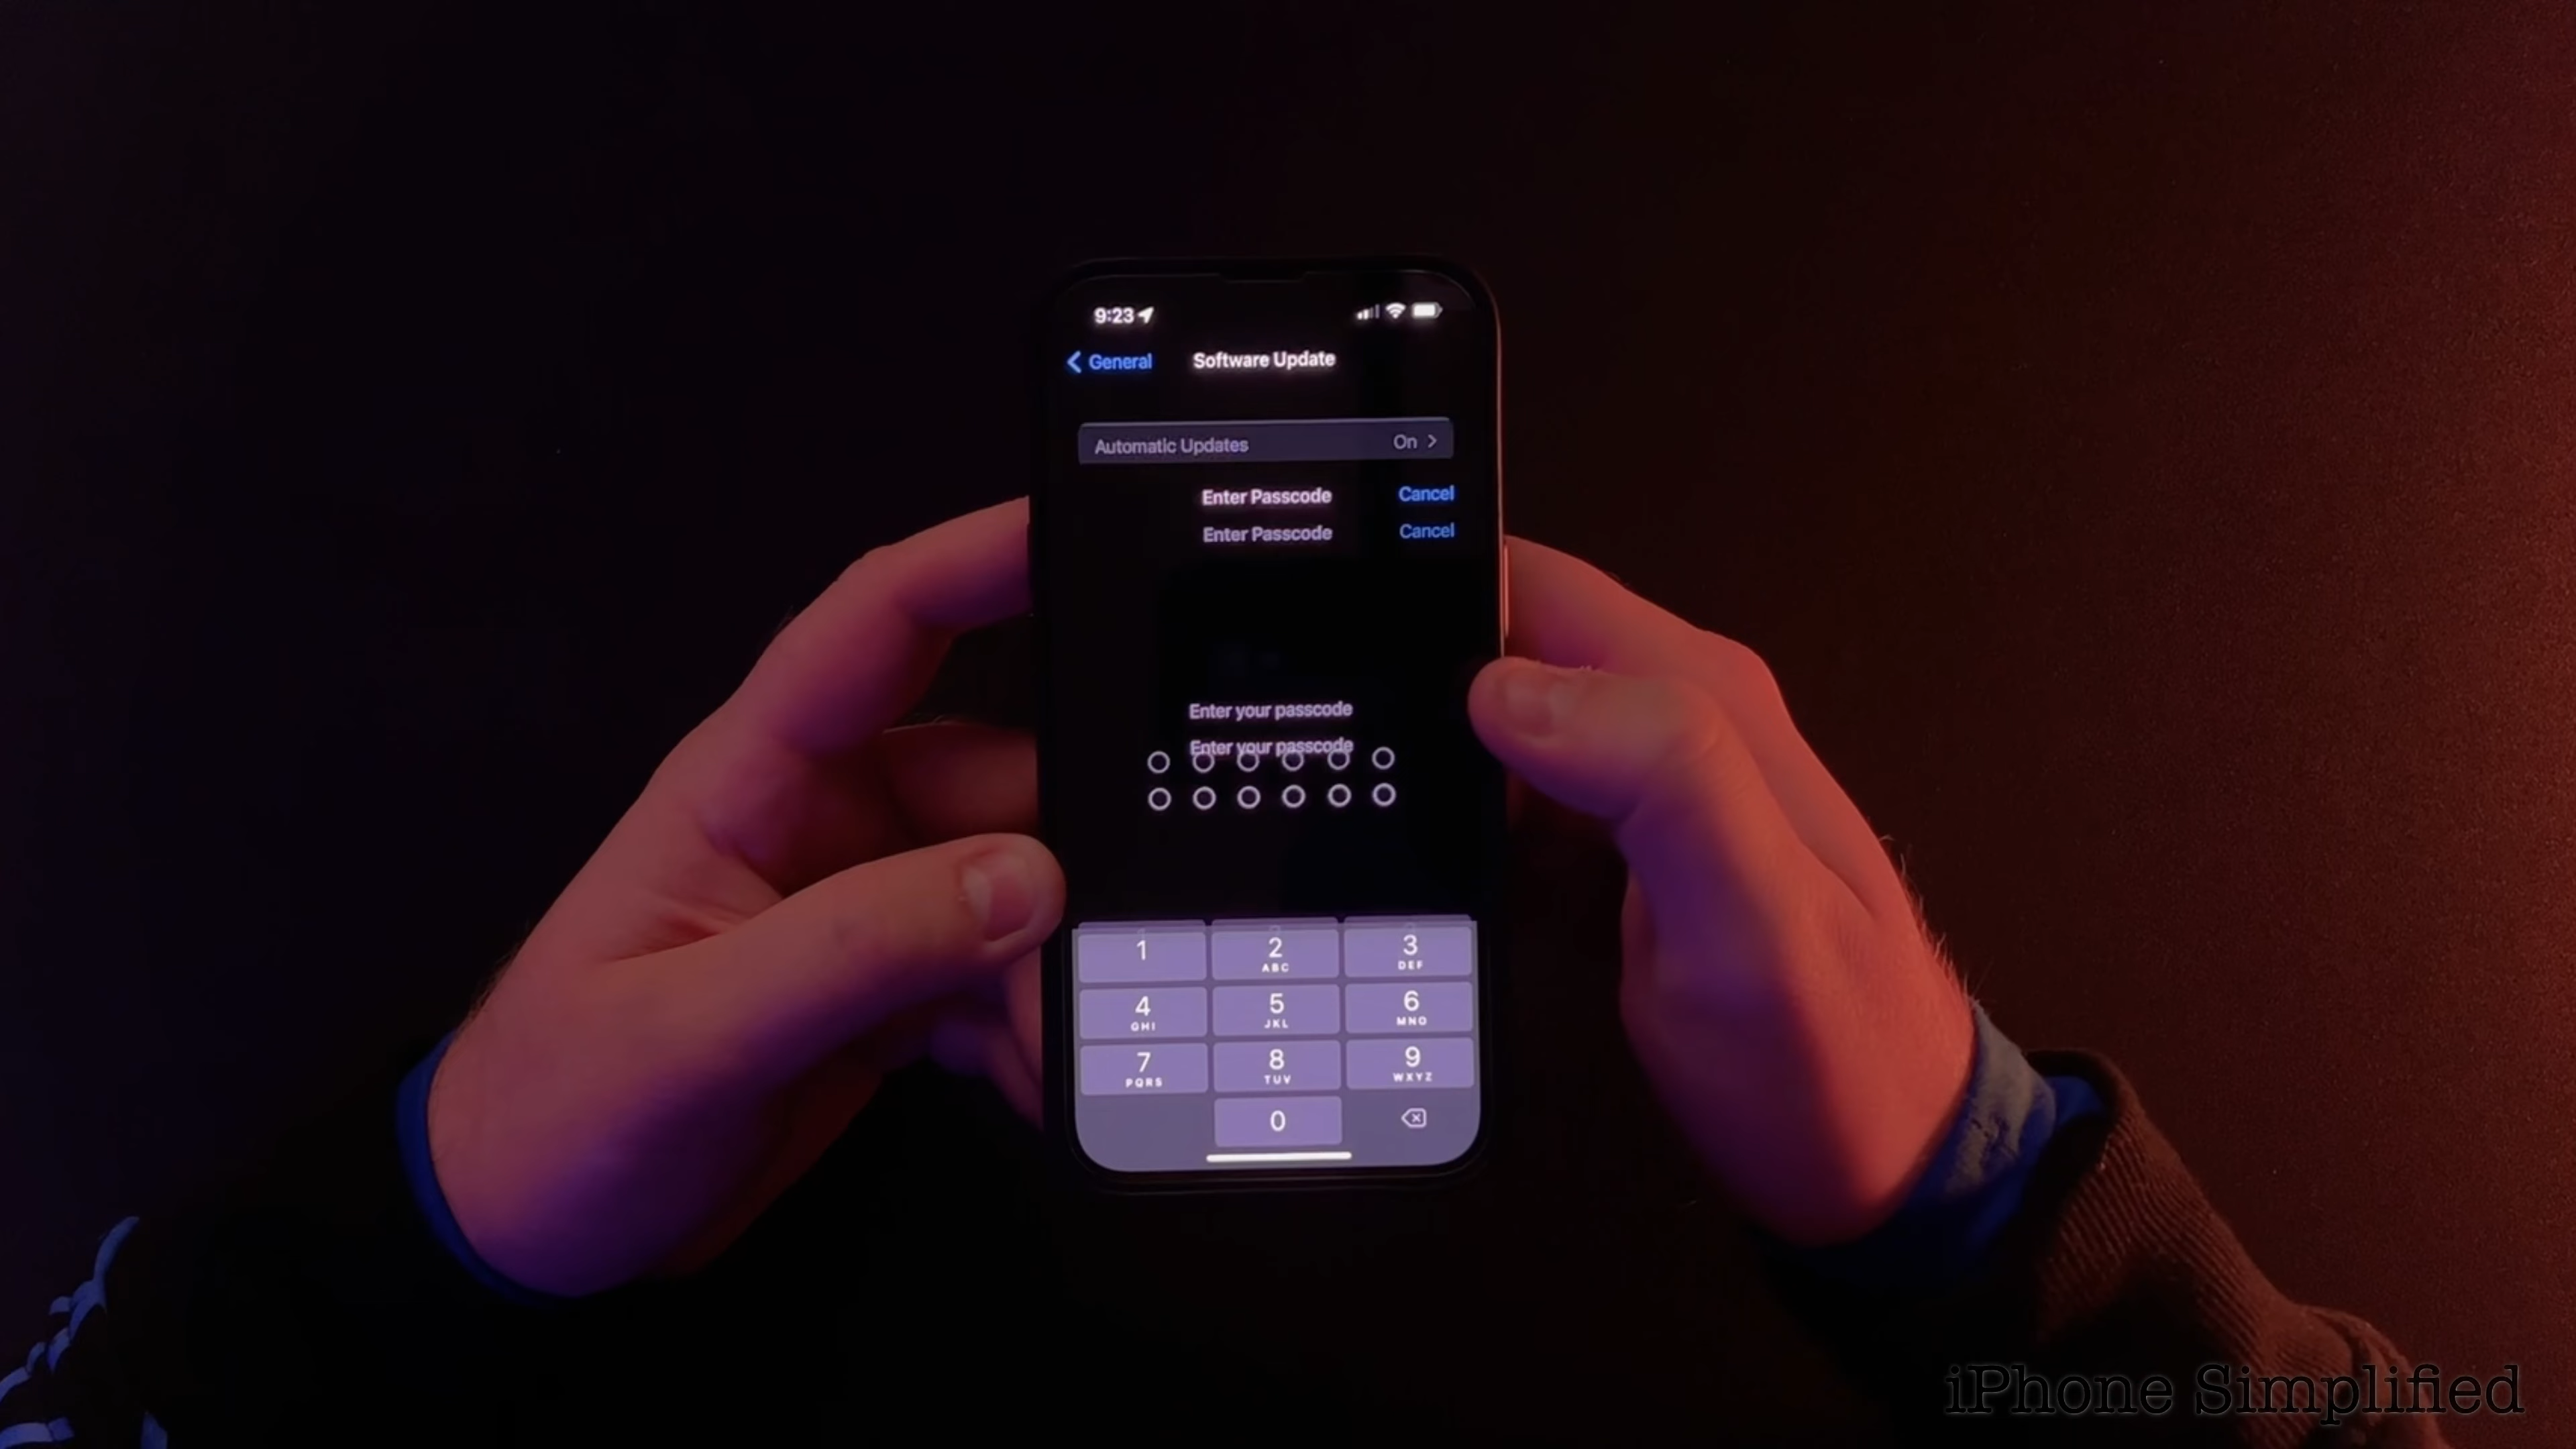 9:23
General Software Update
Automatic Updates On
Enter Passcode Cancel
Enter Passcode Cancel
Enter your passcode
Enter your passcode
1 2 3
ABC DEF
4 5 6
GHI JKL MNO
7 8 9
PQRS TUV WXYZ
0
iPhone Simplified